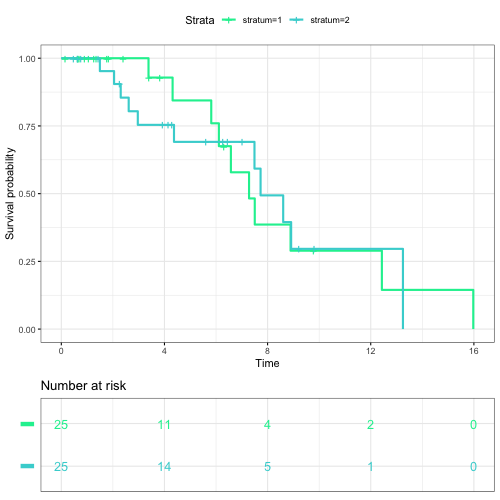 Strata stratum=1 stratum=2
1.00
0.75
0.50
0.25
0.00
Survival probability
0 4 8 12 16
Time
Number at risk
25 11 4 2 0
25 14 5 1 0